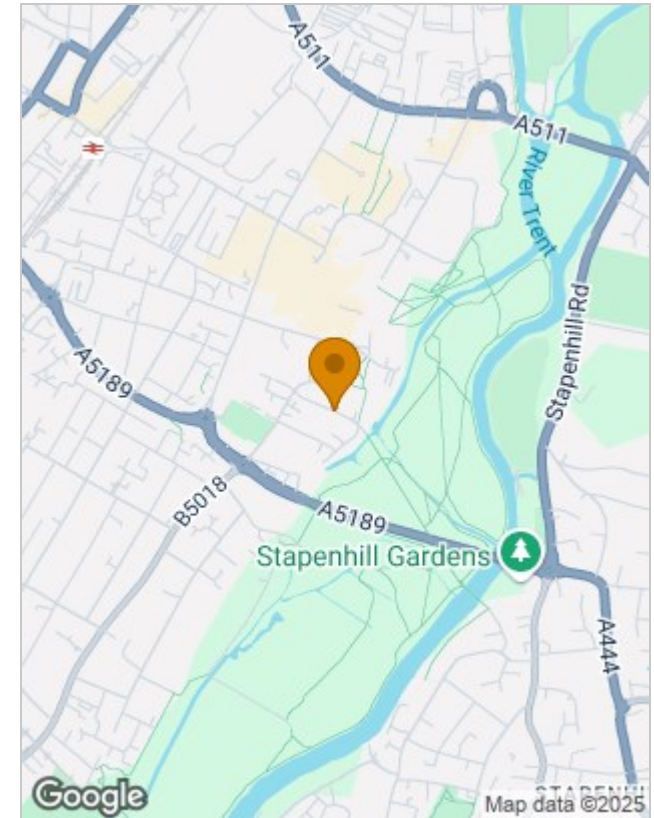 A511
A511
River Trent
Stapenhill Rd
A5189
B5018
A5189
Stapenhill Gardens
A444
Google
Map data ©2025